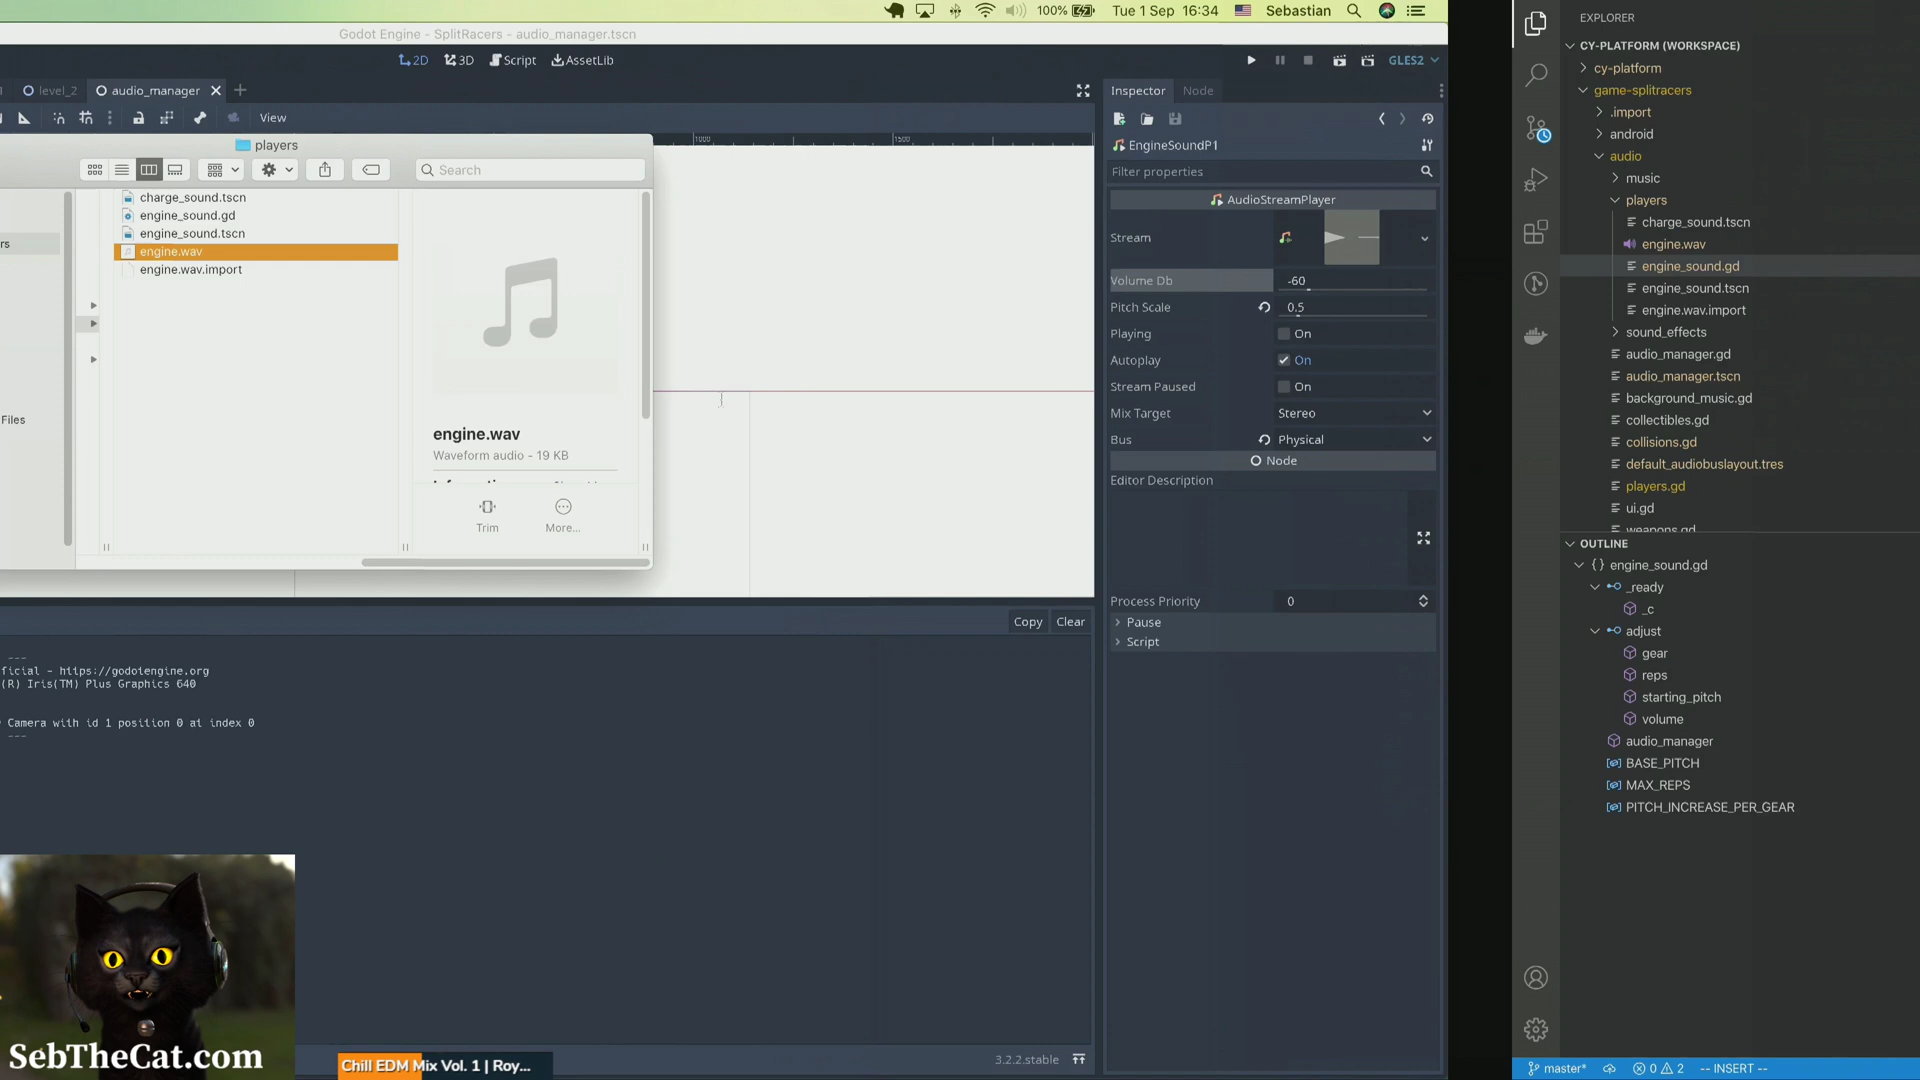 100%
Tue 1 Sep 16:34
Sebastian
Godot Engine - SplitRacers - audio_manager.tscn
2D
3D
Script
AssetLib
GLES2
level_2
audio_manager
View
1000
1500
players
Search
charge_sound.tscn
engine_sound.gd
engine_sound.tscn
engine.wav
engine.wav.import
rs
Files
engine.wav
Waveform audio - 19 KB
Trim
More...
Copy
Clear
---
ficial - https://godotengine.org
(R) Iris(TM) Plus Graphics 640
Camera with id 1 position 0 at index 0
---
3.2.2.stable
Inspector
Node
EngineSoundP1
Filter properties
AudioStreamPlayer
Stream
Volume Db
-60
Pitch Scale
0.5
Playing
On
Autoplay
On
Stream Paused
On
Mix Target
Stereo
Bus
Physical
Node
Editor Description
Process Priority
0
Pause
Script
EXPLORER
CY-PLATFORM (WORKSPACE)
cy-platform
game-splitracers
.import
android
audio
music
players
charge_sound.tscn
engine.wav
engine_sound.gd
engine_sound.tscn
engine.wav.import
sound_effects
audio_manager.gd
audio_manager.tscn
background_music.gd
collectibles.gd
collisions.gd
default_audiobuslayout.tres
players.gd
ui.gd
weapons.gd
OUTLINE
{} engine_sound.gd
_ready
_c
adjust
gear
reps
starting_pitch
volume
audio_manager
BASE_PITCH
MAX_REPS
PITCH_INCREASE_PER_GEAR
master*
0
2
-- INSERT --
SebTheCat.com
Chill EDM Mix Vol. 1 | Roy...